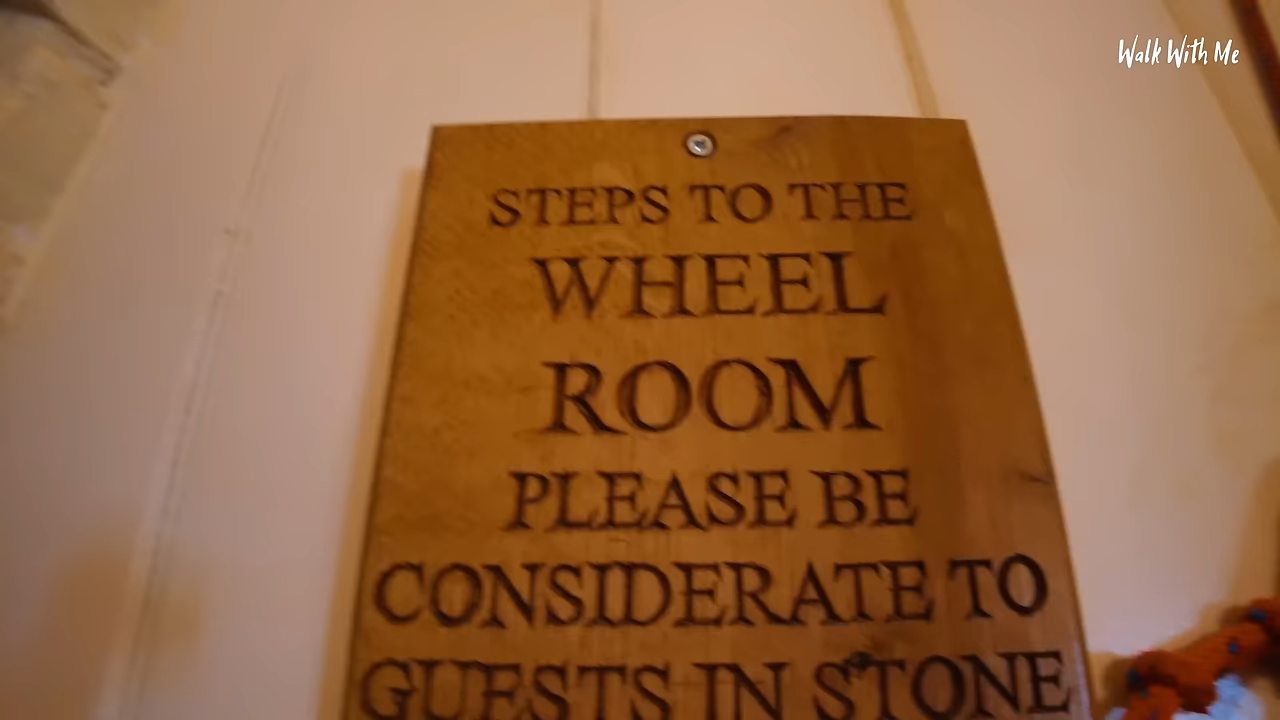 Walk With Me
STEPS TO THE
WHEEL
ROOM
PLEASE BE
CONSIDERATE TO
GUESTS IN STONE